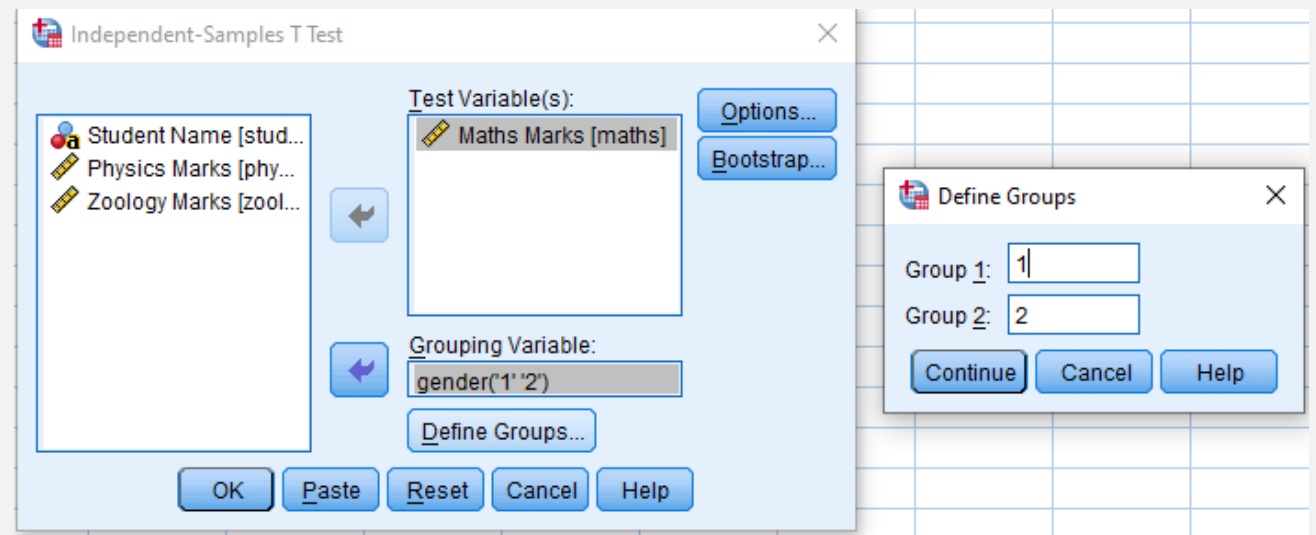 Independent-Samples T Test
Student Name [stud...
Physics Marks [phy...
Zoology Marks [zool...
Test Variable(s):
Maths Marks [maths]
Options...
Bootstrap...
Grouping Variable:
gender('1' '2')
Define Groups...
OK
Paste
Reset
Cancel
Help
Define Groups
Group 1:
1
Group 2:
2
Continue
Cancel
Help